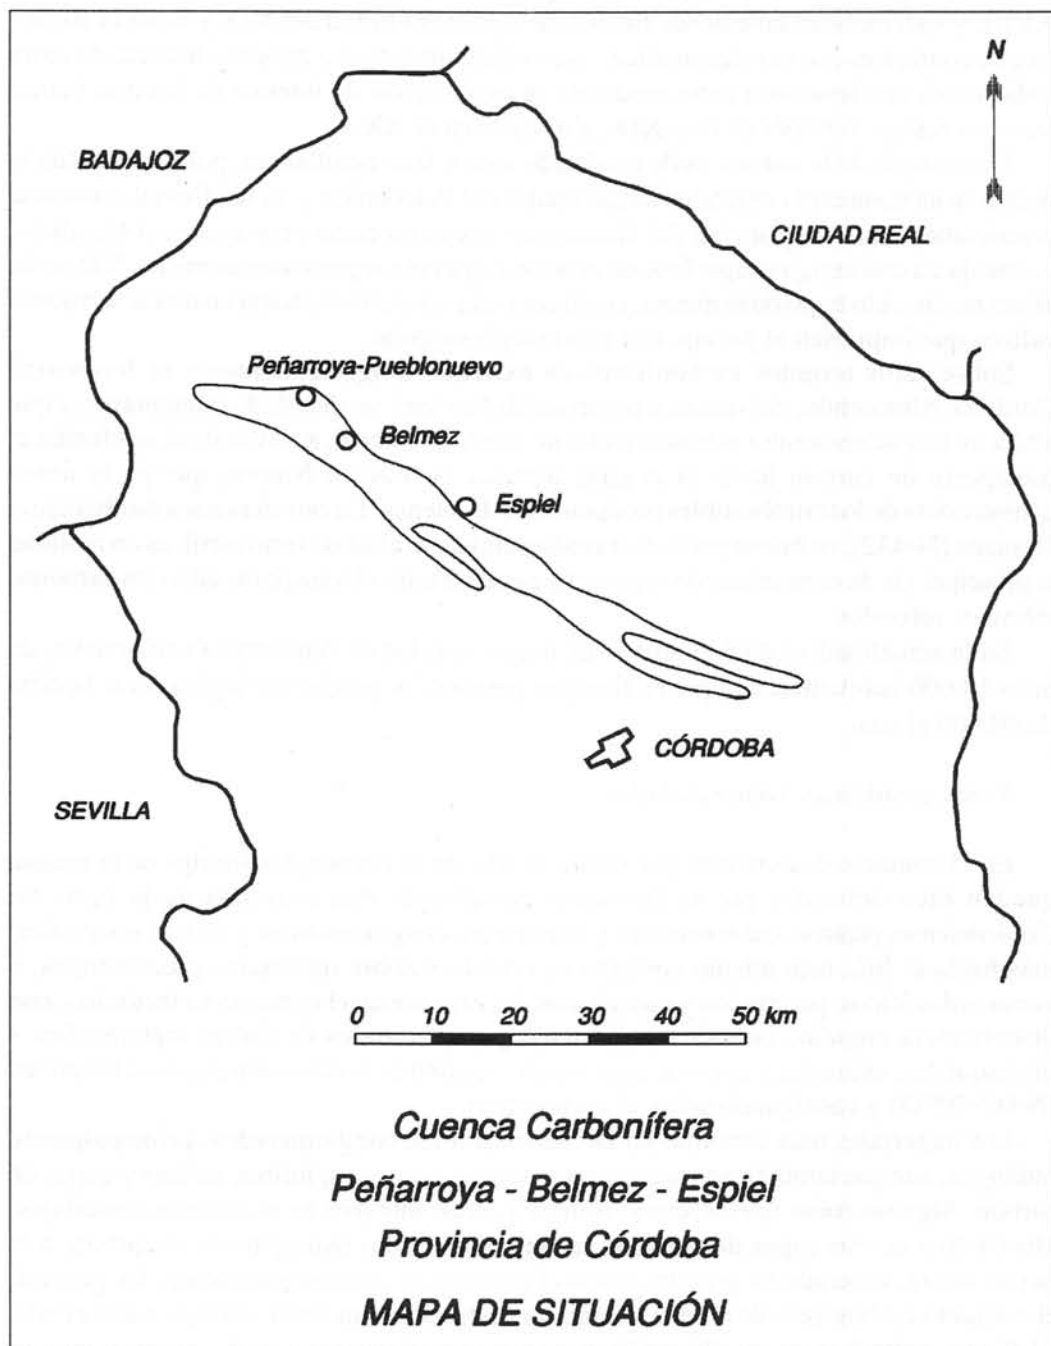 N
BADAJOZ
CIUDAD REAL
Peñarroya-Pueblonuevo
Belmez
Espiel
CÓRDOBA
SEVILLA
0 10 20 30 40 50 km
Cuenca Carbonífera
Peñarroya - Belmez - Espiel
Provincia de Córdoba
MAPA DE SITUACIÓN